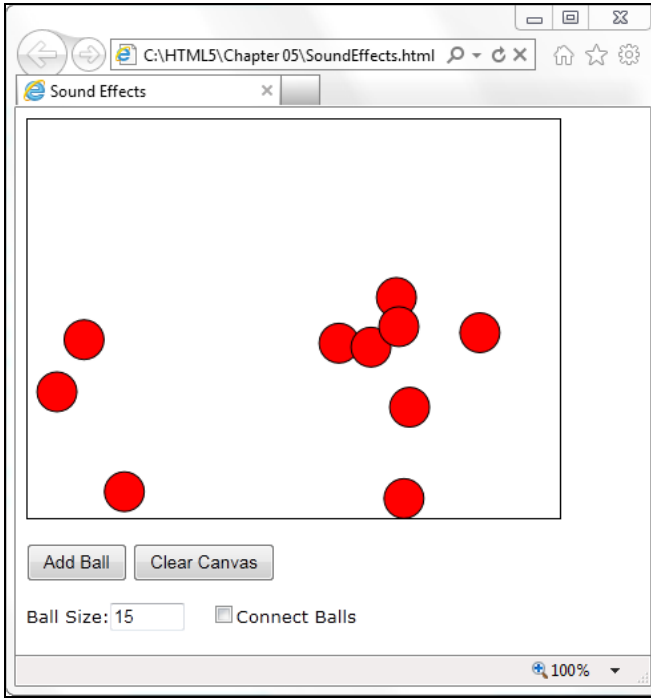 C:\HTML5\Chapter 05\SoundEffects.html
Sound Effects
Add Ball Clear Canvas
Ball Size: 15 Connect Balls
100%